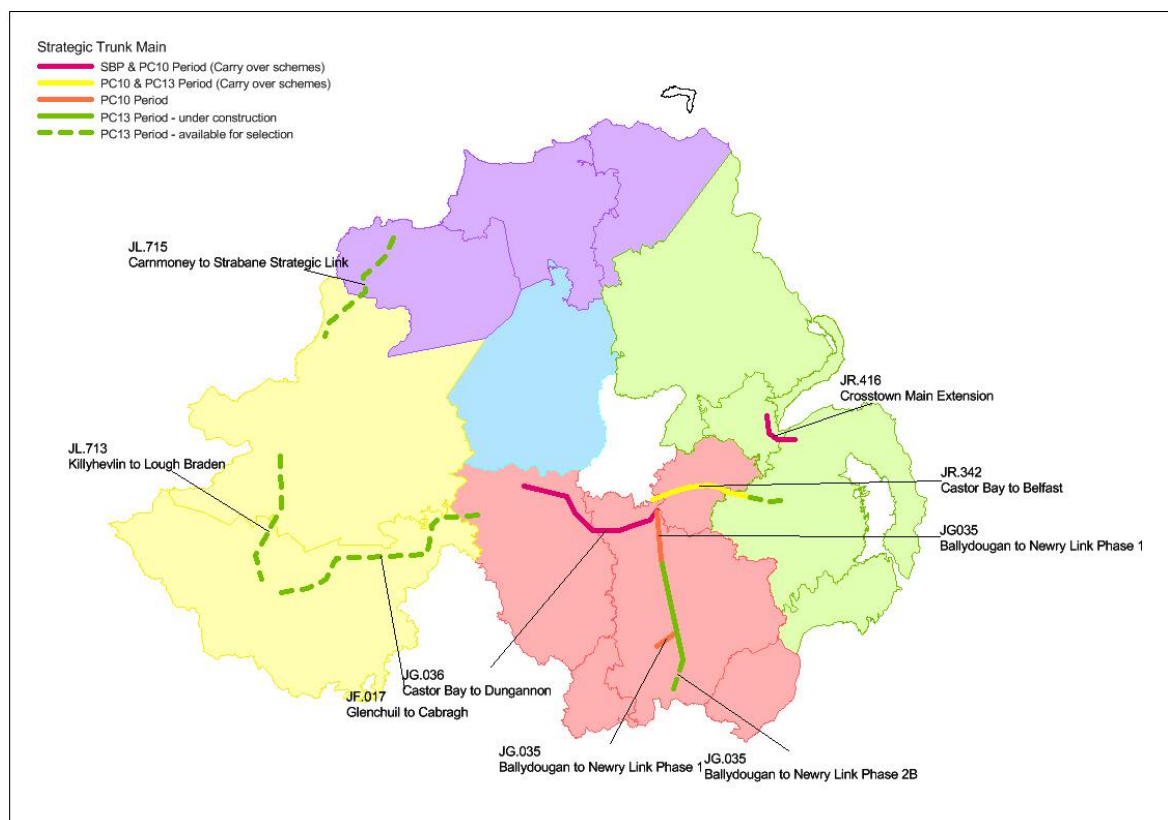 Strategic Trunk Main
SBP & PC10 Period (Carry over schemes)
PC10 & PC13 Period (Carry over schemes)
PC10 Period
PC13 Period - under construction
PC13 Period - available for selection
JL.715
Carnmoney to Strabane Strategic Link
JR.416
Crosstown Main Extension
JL.713
Killyhevlin to Lough Braden
JR.342
Castor Bay to Belfast
JG035
Ballydougan to Newry Link Phase 1
JG.036
Castor Bay to Dungannon
JF.017
Glenchuil to Cabragh
JG.035
Ballydougan to Newry Link Phase 1
JG.035
Ballydougan to Newry Link Phase 2B